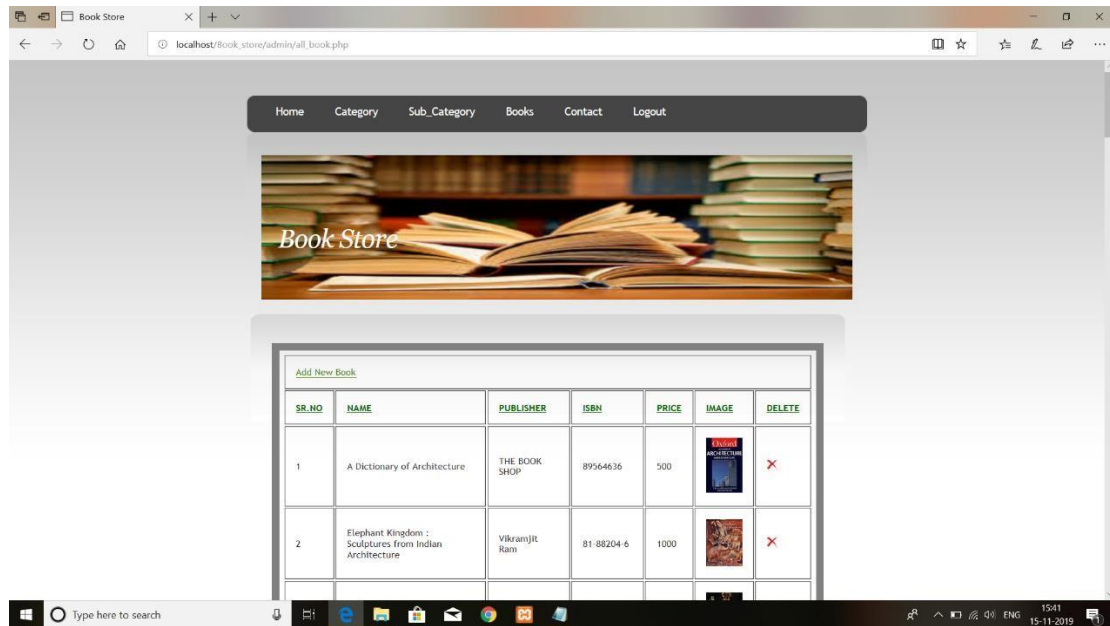 Book Store
localhost/Book_store/admin/all_book.php
Home Category Sub_Category Books Contact Logout
Book Store
Add New Book
SR.NO NAME PUBLISHER ISBN PRICE IMAGE DELETE
1 A Dictionary of Architecture THE BOOK SHOP 89564636 500
Oxford
ARCHITECTURE
2 Elephant Kingdom : Sculptures from Indian Architecture Vikramjit Ram 81-88204-6 1000
Type here to search
ENG
15:41
15-11-2019